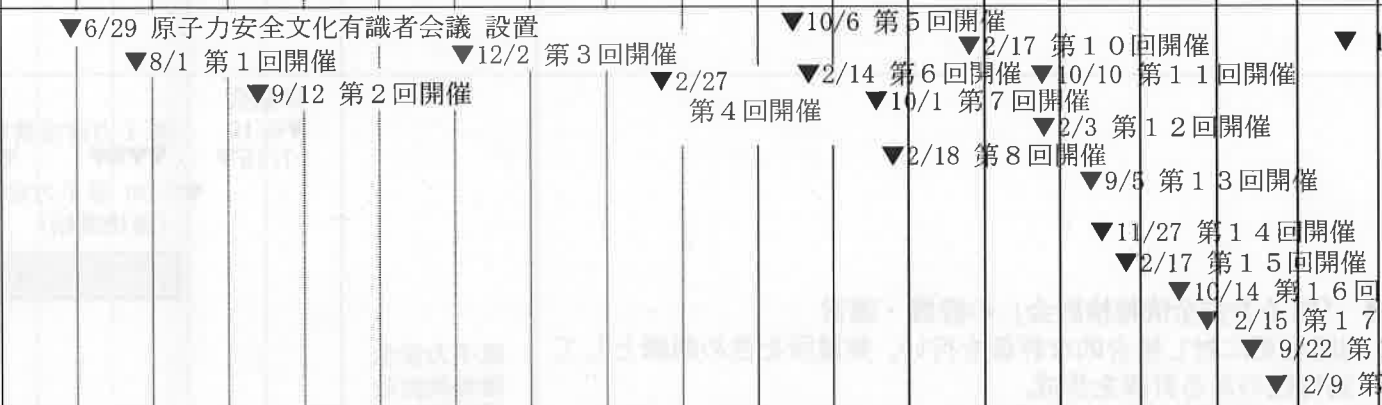 ▼6/29 原子力安全文化有識者会議 設置
▼8/1 第１回開催
▼9/12 第２回開催
▼12/2 第３回開催
▼2/27
第４回開催
▼10/6 第５回開催
▼2/14 第６回開催
▼10/1 第７回開催
▼2/18 第８回開催
▼2/17 第１０回開催
▼10/10 第１１回開催
▼2/3 第１２回開催
▼9/5 第１３回開催
▼11/27 第１４回開催
▼2/17 第１５回開催
▼10/14 第１６回
▼2/15 第１７
▼9/22 第
▼2/9 第
▼